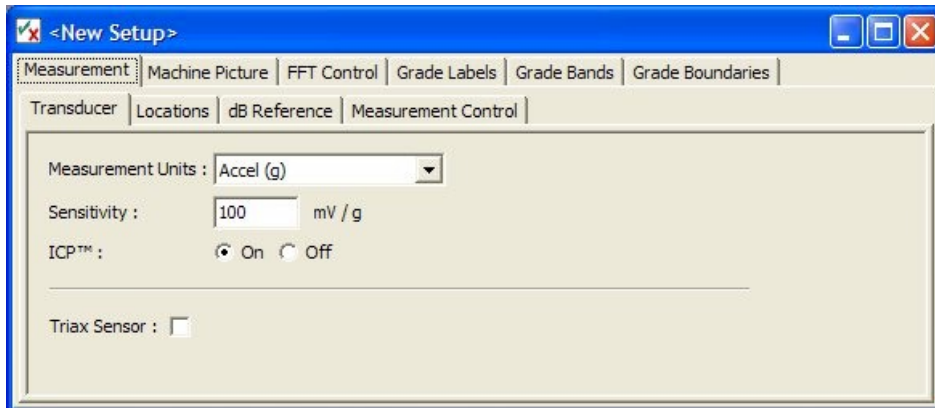 <New Setup>
Measurement Machine Picture FFT Control Grade Labels Grade Bands Grade Boundaries
Transducer Locations dB Reference Measurement Control
Measurement Units : Accel (g)
Sensitivity : 100 mV / g
ICP™ : On Off
Triax Sensor :